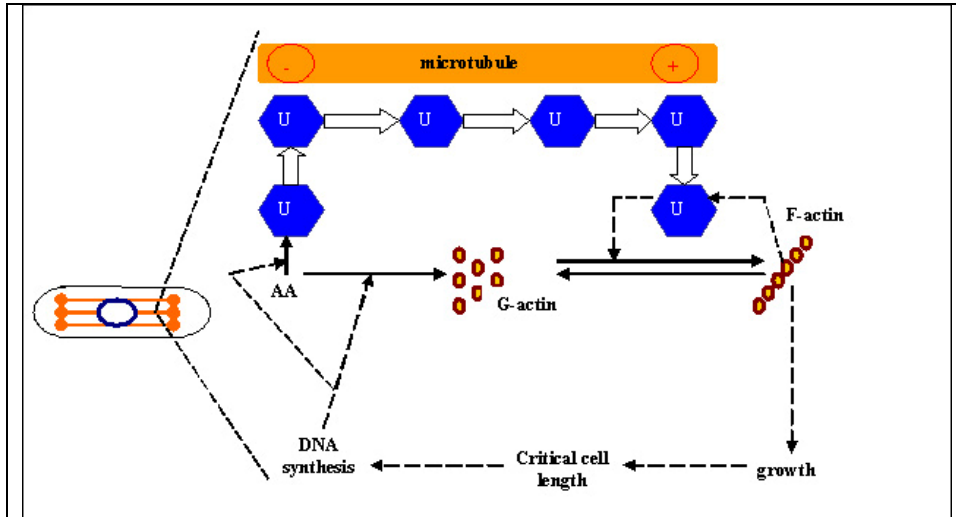 microtubule
- +
U U U U
U U
F-actin
AA
G-actin
DNA
synthesis
Critical cell
length
growth